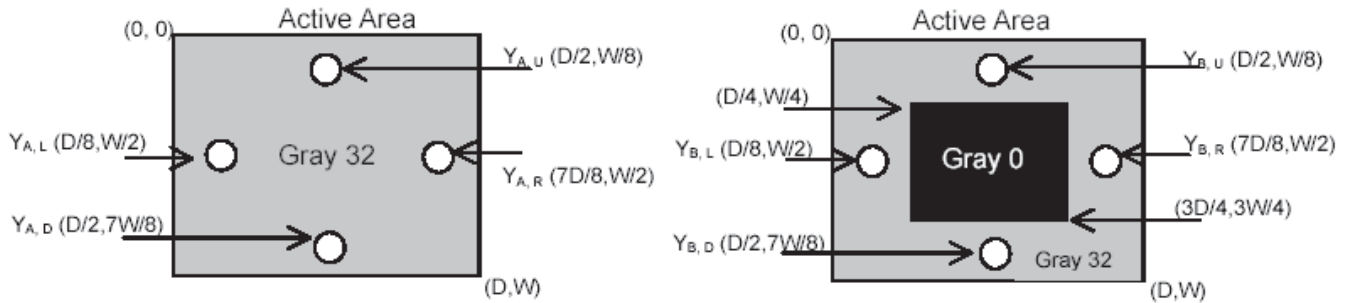 Active Area
(0, 0)
Y_A, U (D/2,W/8)
Y_A, L (D/8,W/2)
Gray 32
Y_A, R (7D/8,W/2)
Y_A, D (D/2,7W/8)
(D,W)
Active Area
(0, 0)
Y_B, U (D/2,W/8)
(D/4,W/4)
Y_B, L (D/8,W/2)
Gray 0
Y_B, R (7D/8,W/2)
(3D/4,3W/4)
Y_B, D (D/2,7W/8)
Gray 32
(D,W)